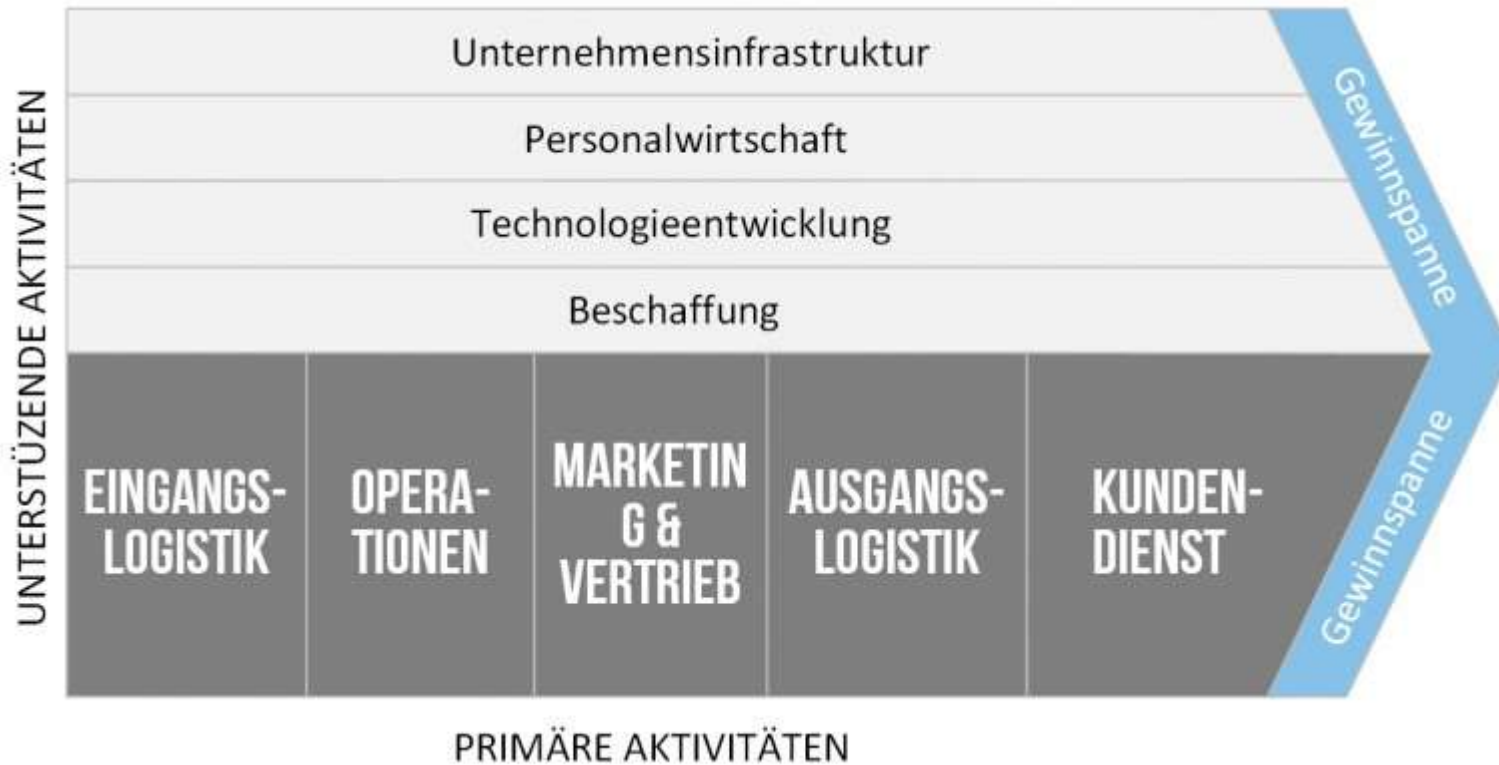 UNTERSTÜZENDE AKTIVITÄTEN
Unternehmensinfrastruktur
Personalwirtschaft
Technologieentwicklung
Beschaffung
Gewinnspanne
EINGANGS-
LOGISTIK
OPERA-
TIONEN
MARKETIN
G &
VERTRIEB
AUSGANGS-
LOGISTIK
KUNDEN-
DIENST
Gewinnspanne
PRIMÄRE AKTIVITÄTEN